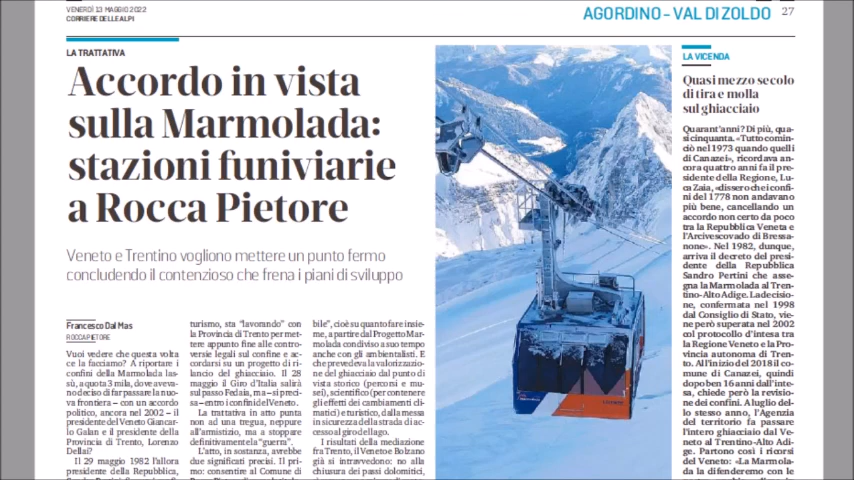 VENERDÌ 13 MAGGIO 2022
CORRIERE DELLE ALPI
AGORDINO - VAL DI ZOLDO 27
LA TRATTATIVA
Accordo in vista
sulla Marmolada:
stazioni funiviarie
a Rocca Pietore
Veneto e Trentino vogliono mettere un punto fermo
concludendo il contenzioso che frena i piani di sviluppo
Francesco Dal Mas
ROCCA PIETORE
Vuoi vedere che questa volta
ce la facciamo? A riportare i
confini della Marmolada las-
sù, a quota 3 mila, dove aveva-
no deciso di far passare la nuo-
va frontiera – con un accordo
politico, ancora nel 2002 – il
presidente del Veneto Giancar-
lo Galan e il presidente della
Provincia di Trento, Lorenzo
Dellai?
Il 29 maggio 1982 l'allora
presidente della Repubblica,
turismo, sta "lavorando" con
la Provincia di Trento per met-
tere appunto fine alla contro-
versie legali sul confine e ac-
cordarsi su un progetto di ri-
lancio del ghiacciaio. Il 28
maggio il Giro d'Italia salirà
sul passo Fedaia, ma – si preci-
sa – entro i confini del Veneto.
La trattativa in atto punta
non ad una tregua, neppure
all'armistizio, ma a stoppare
definitivamente la "guerra".
L'atto, in sostanza, avrebbe
due significati precisi. Il pri-
mo: consentire al Comune di
bile", cioè su quanto fare insie-
me, a partire dal Progetto Mar-
molada condiviso a suo tempo
anche con gli ambientalisti. E
che prevedeva la valorizzazio-
ne del ghiacciaio dal punto di
vista storico (percorsi e mu-
sei), scientifico (per contenere
gli effetti dei cambiamenti cli-
matici) e turistico, dalla messa
in sicurezza della strada di ac-
cesso al giro del lago.
I risultati della mediazione
fra Trento, il Veneto e Bolzano
già si intravedono: no alla
chiusura dei passi dolomitici,
LA VICENDA
Quasi mezzo secolo
di tira e molla
sul ghiacciaio
Quarant'anni? Di più, qua-
si cinquanta. «Tutto comin-
ciò nel 1973 quando quelli
di Canazei», ricordava an-
cora quattro anni fa il pre-
sidente della Regione, Lu-
ca Zaia, «dissero che i confi-
ni del 1778 non andavano
più bene, cancellando un
accordo non certo da poco
tra la Repubblica Veneta e
l'Arcivescovado di Bressa-
none». Nel 1982, dunque,
arriva il decreto del presi-
dente della Repubblica
Sandro Pertini che asse-
gna la Marmolada al Tren-
tino-Alto Adige. La decisio-
ne, confermata nel 1998
dal Consiglio di Stato, vie-
ne però superata nel 2002
col protocollo d'intesa tra
la Regione Veneto e la Pro-
vincia autonoma di Tren-
to. All'inizio del 2018 il co-
mune di Canazei, quindi
dopo ben 16 anni dall'inte-
sa, chiede però la revisio-
ne dei confini. A luglio del-
lo stesso anno, l'Agenzia
del territorio fa passare
l'intero ghiacciaio dal Ve-
neto al Trentino-Alto Adi-
ge. Partono così i ricorsi
del Veneto: «La Marmola-
da la difenderemo con le